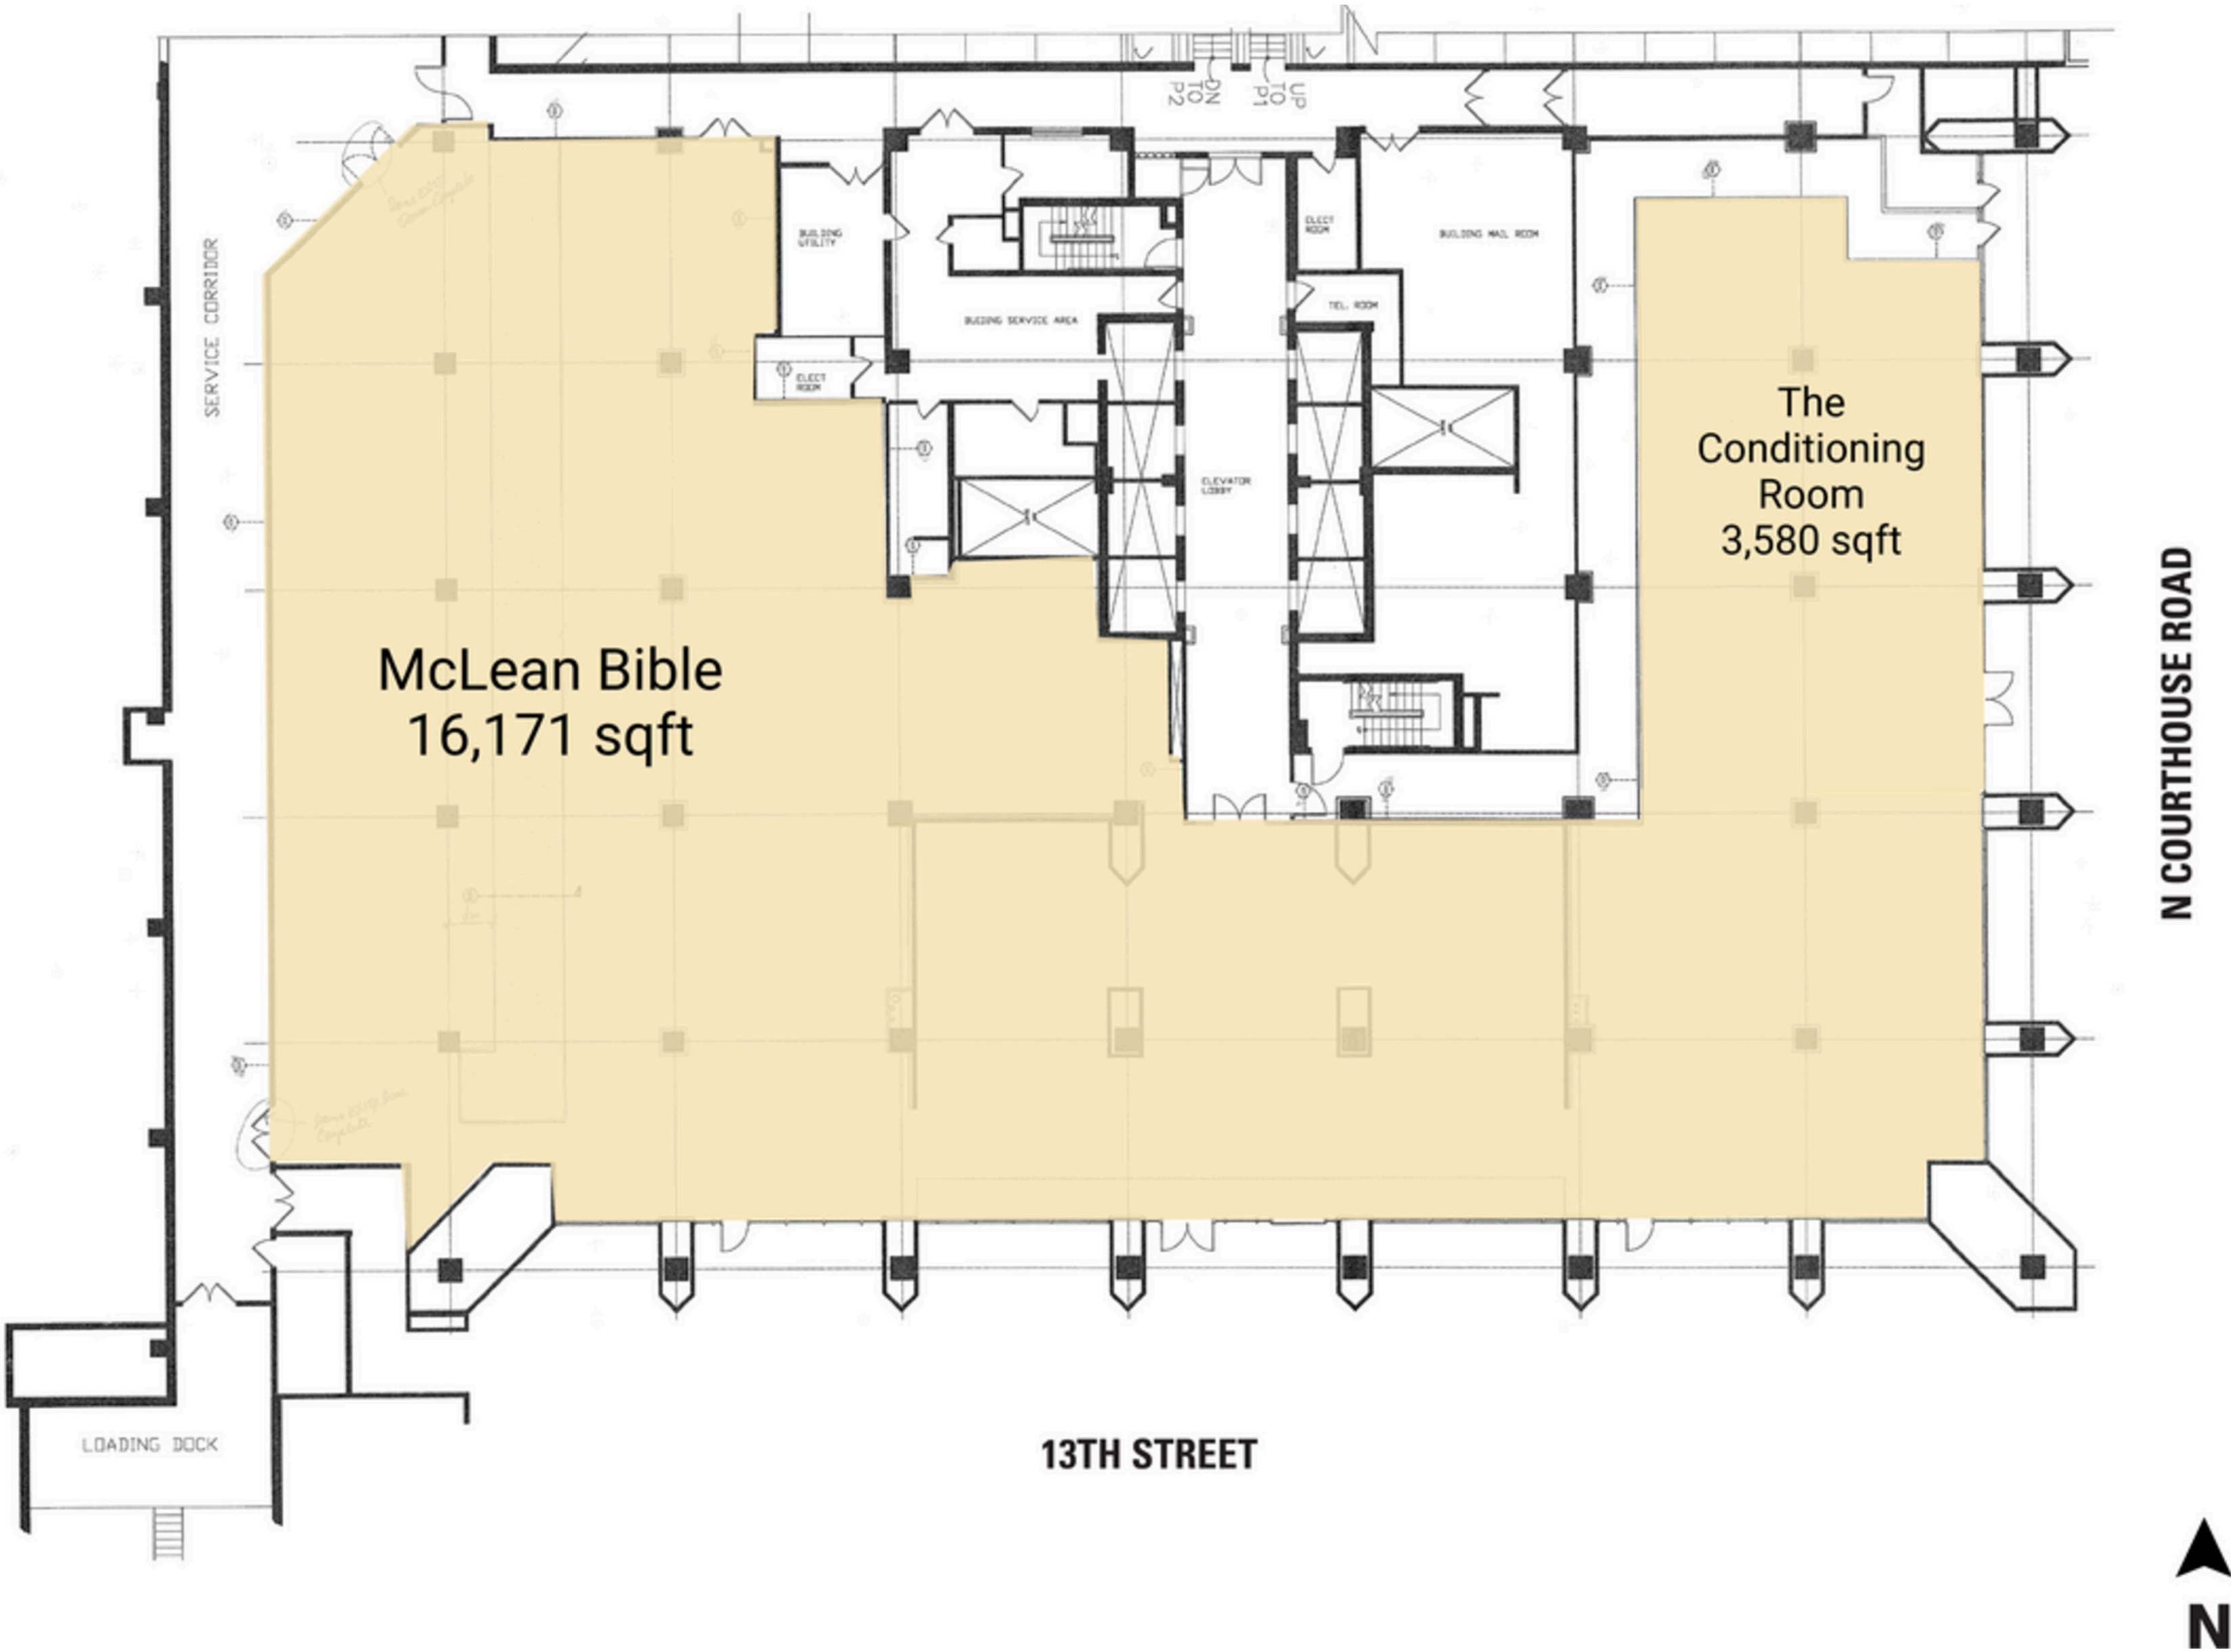 DN
TO
P2
UP
TO
P1
SERVICE CORRIDOR
BUILDING
UTILITY
ELECT
ROOM
BUILDING MAIL ROOM
TEL. ROOM
BUILDING SERVICE AREA
ELECT
ROOM
ELEVATOR
LOBBY
The
Conditioning
Room
3,580 sqft
McLean Bible
16,171 sqft
N COURTHOUSE ROAD
LOADING DOCK
13TH STREET
N